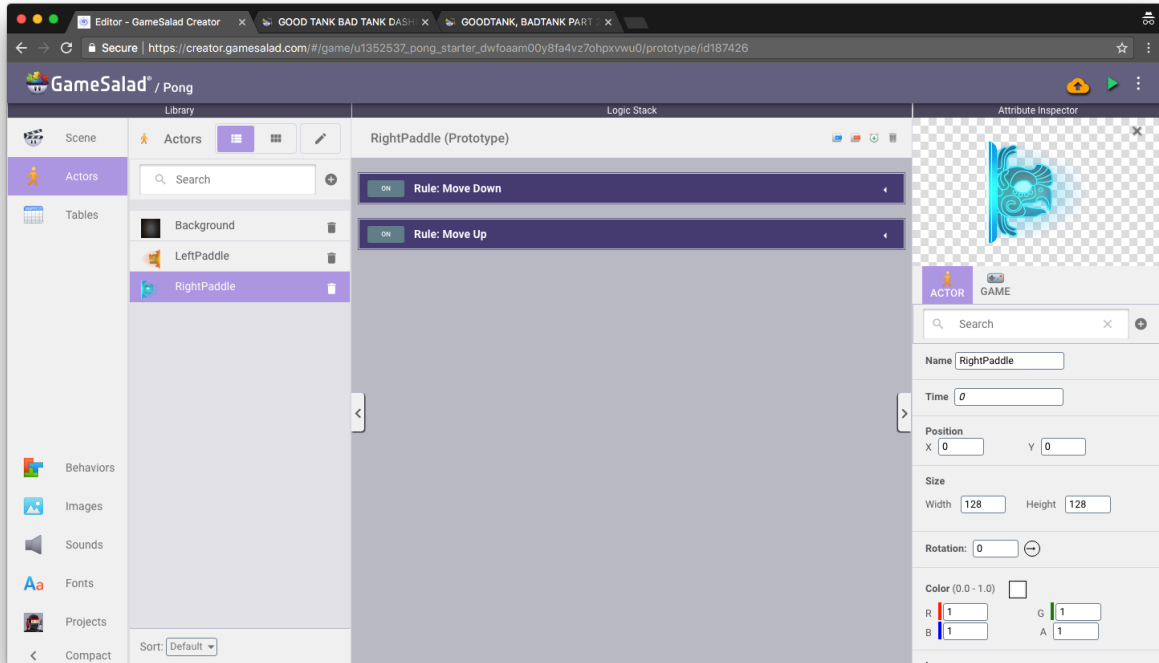 Editor - GameSalad Creator
GOOD TANK BAD TANK DASH
GOODTANK, BADTANK PART 2
Secure | https://creator.gamesalad.com/#/game/u1352537_pong_starter_dwfoaam00y8fa4vz7ohpxvwu0/prototype/id187426
GameSalad® / Pong
Library
Logic Stack
Attribute Inspector
Scene
Actors
Tables
Behaviors
Images
Sounds
Aa Fonts
Projects
Compact
Actors
Search
Background
LeftPaddle
RightPaddle
Sort: Default
RightPaddle (Prototype)
ON Rule: Move Down
ON Rule: Move Up
ACTOR GAME
Search
Name RightPaddle
Time 0
Position
X 0 Y 0
Size
Width 128 Height 128
Rotation: 0
Color (0.0 - 1.0)
R 1 G 1
B 1 A 1